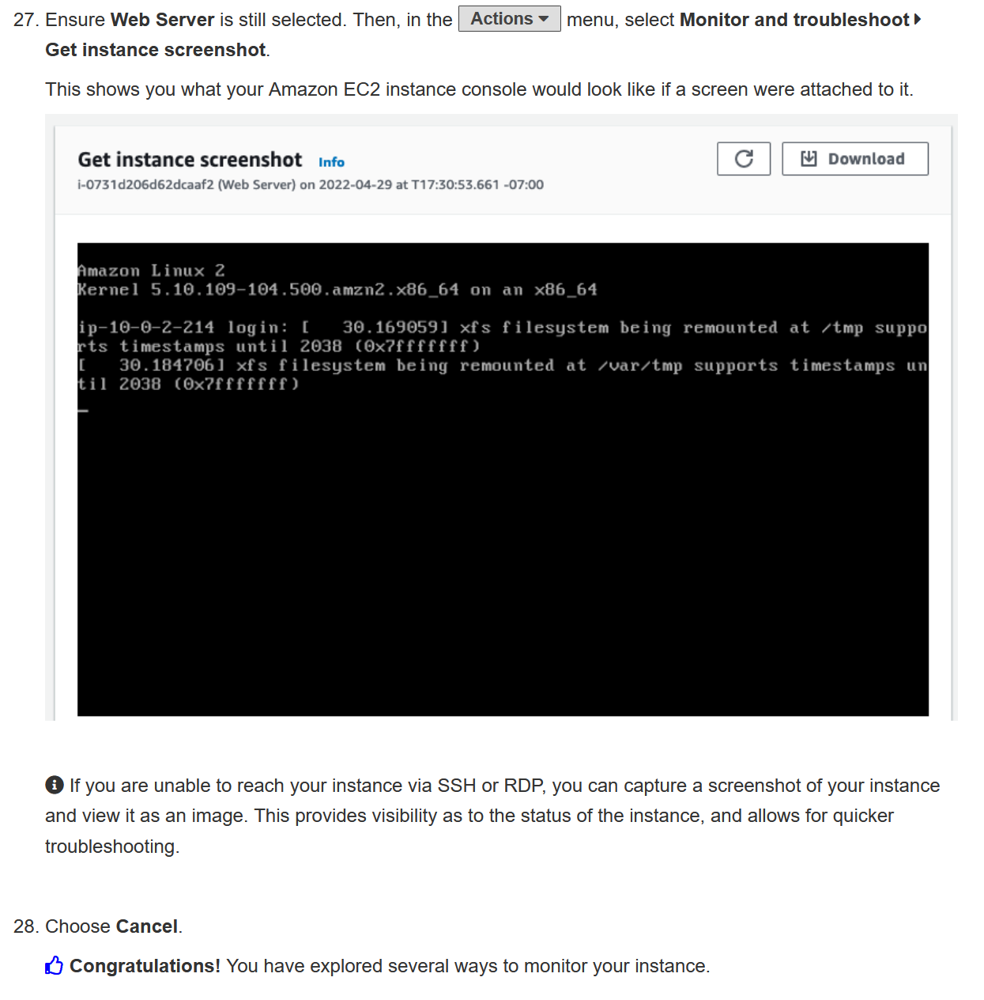 27. Ensure Web Server is still selected. Then, in the Actions menu, select Monitor and troubleshoot
Get instance screenshot.
This shows you what your Amazon EC2 instance console would look like if a screen were attached to it.
Get instance screenshot Info
Download
i-0731d206d62dcaaf2 (Web Server) on 2022-04-29 at T17:30:53.661 -07:00
Amazon Linux 2
Kernel 5.10.109-104.500.amzn2.x86_64 on an x86_64
ip-10-0-2-214 login: [   30.169059] xfs filesystem being remounted at /tmp suppo
rts timestamps until 2038 (0x7fffffff)
[   30.184706] xfs filesystem being remounted at /var/tmp supports timestamps un
til 2038 (0x7fffffff)
If you are unable to reach your instance via SSH or RDP, you can capture a screenshot of your instance
and view it as an image. This provides visibility as to the status of the instance, and allows for quicker
troubleshooting.
28. Choose Cancel.
Congratulations! You have explored several ways to monitor your instance.